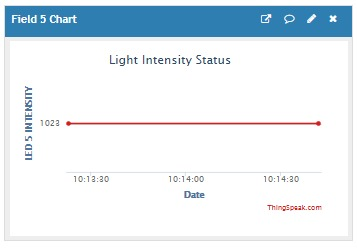 Field 5 Chart
Light Intensity Status
LED 5 INTENSITY
1023
10:13:30
10:14:00
10:14:30
Date
ThingSpeak.com